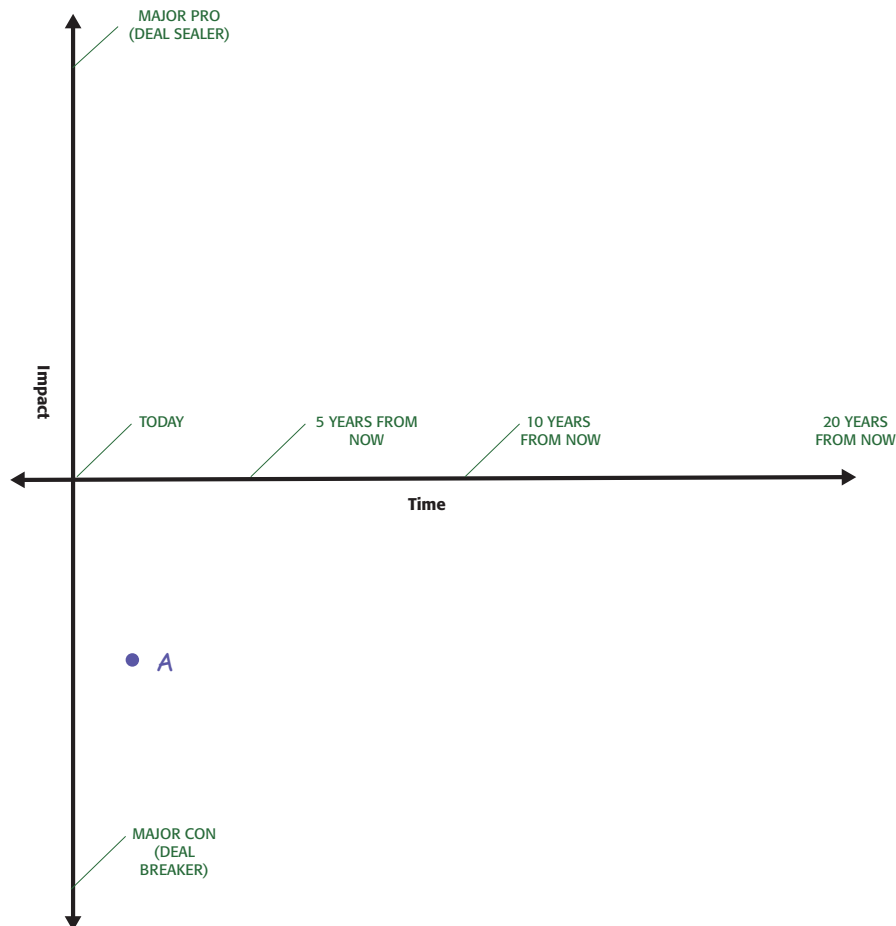 MAJOR PRO
(DEAL SEALER)
Impact
TODAY
5 YEARS FROM
NOW
10 YEARS
FROM NOW
20 YEARS
FROM NOW
Time
A
MAJOR CON
(DEAL
BREAKER)